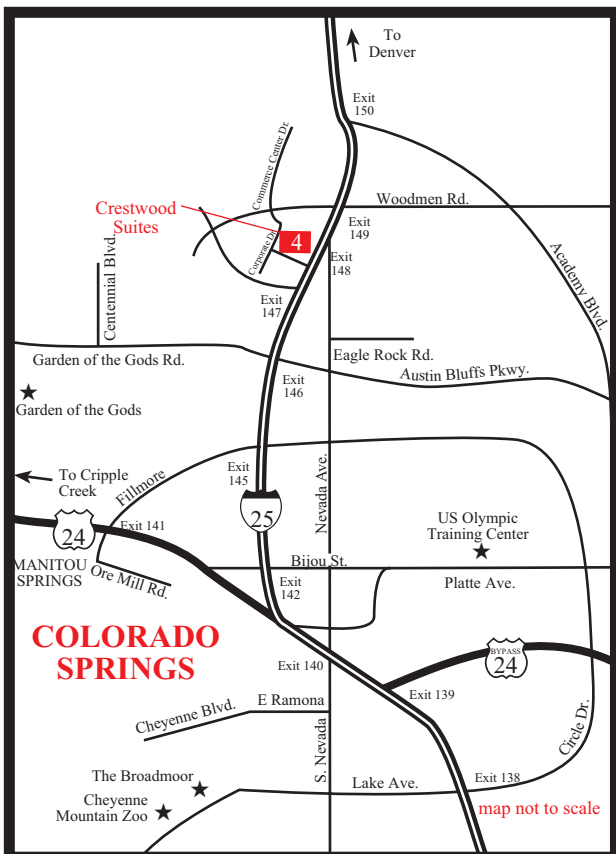 To
Denver
Exit
150
Commerce Center Dr.
Woodmen Rd.
Crestwood
Suites
4
Exit
149
Corporate Dr.
Exit
148
Academy Blvd.
Centennial Blvd.
Exit
147
Garden of the Gods Rd.
Eagle Rock Rd.
Austin Bluffs Pkwy.
Exit
146
Garden of the Gods
To Cripple
Creek
Fillmore
Exit
145
Nevada Ave.
25
US Olympic
Training Center
24
Exit 141
MANITOU
SPRINGS
Ore Mill Rd.
Bijou St.
Exit
142
Platte Ave.
COLORADO
SPRINGS
Exit 140
BYPASS
24
Exit 139
E Ramona
Cheyenne Blvd.
S. Nevada
Circle Dr.
The Broadmoor
Cheyenne
Mountain Zoo
Lake Ave.
Exit 138
map not to scale